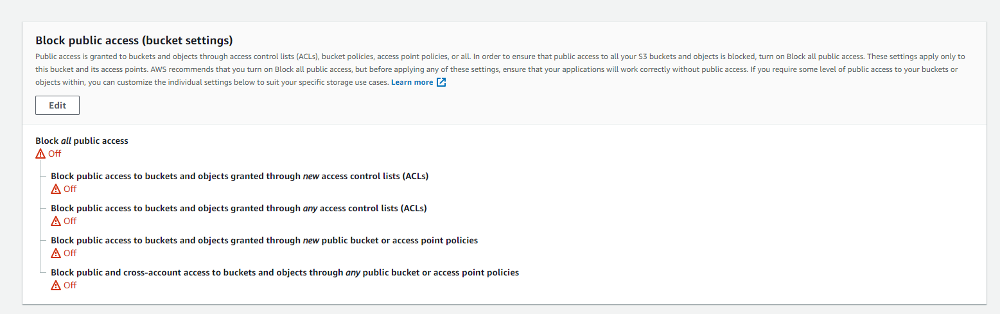 Block public access (bucket settings)
Public access is granted to buckets and objects through access control lists (ACLs), bucket policies, access point policies, or all. In order to ensure that public access to all your S3 buckets and objects is blocked, turn on Block all public access. These settings apply only to
this bucket and its access points. AWS recommends that you turn on Block all public access, but before applying any of these settings, ensure that your applications will work correctly without public access. If you require some level of public access to your buckets or
objects within, you can customize the individual settings below to suit your specific storage use cases. Learn more
Edit
Block all public access
Off
Block public access to buckets and objects granted through new access control lists (ACLs)
Off
Block public access to buckets and objects granted through any access control lists (ACLs)
Off
Block public access to buckets and objects granted through new public bucket or access point policies
Off
Block public and cross-account access to buckets and objects through any public bucket or access point policies
Off